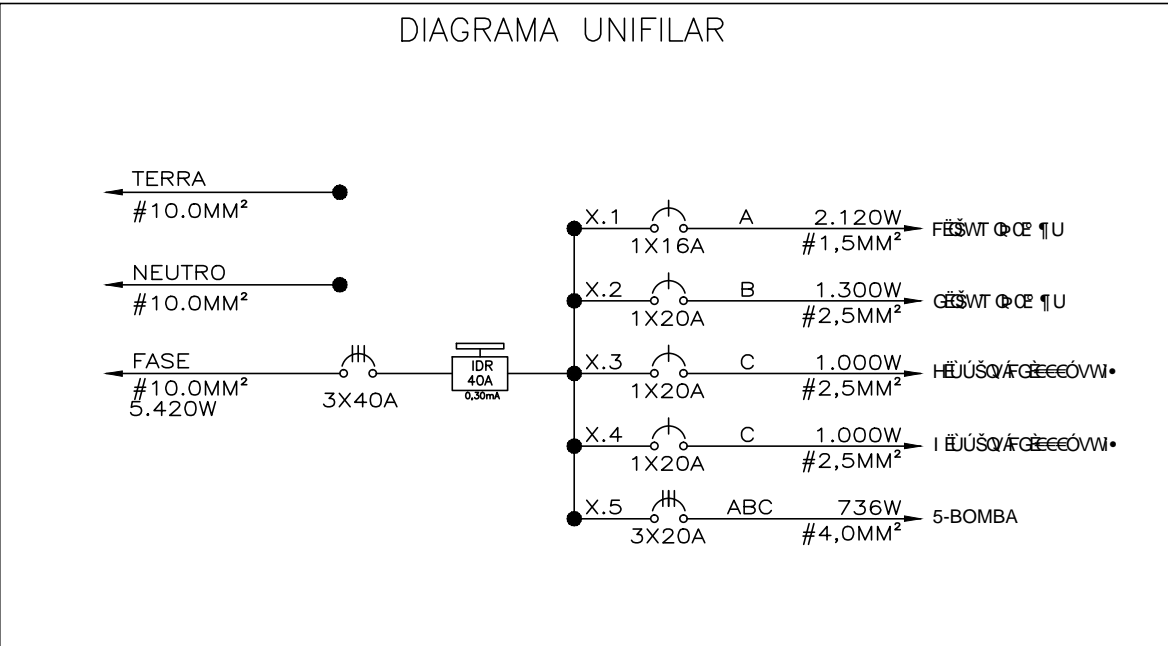 DIAGRAMA UNIFILAR
TERRA
#10.0MM²
NEUTRO
#10.0MM²
FASE
#10.0MM²
5.420W
3X40A
IDR
40A
0,30mA
X.1 A 2.120W
1X16A #1,5MM²
X.2 B 1.300W
1X20A #2,5MM²
X.3 C 1.000W
1X20A #2,5MM²
X.4 C 1.000W
1X20A #2,5MM²
X.5 ABC 736W 5-BOMBA
3X20A #4,0MM²